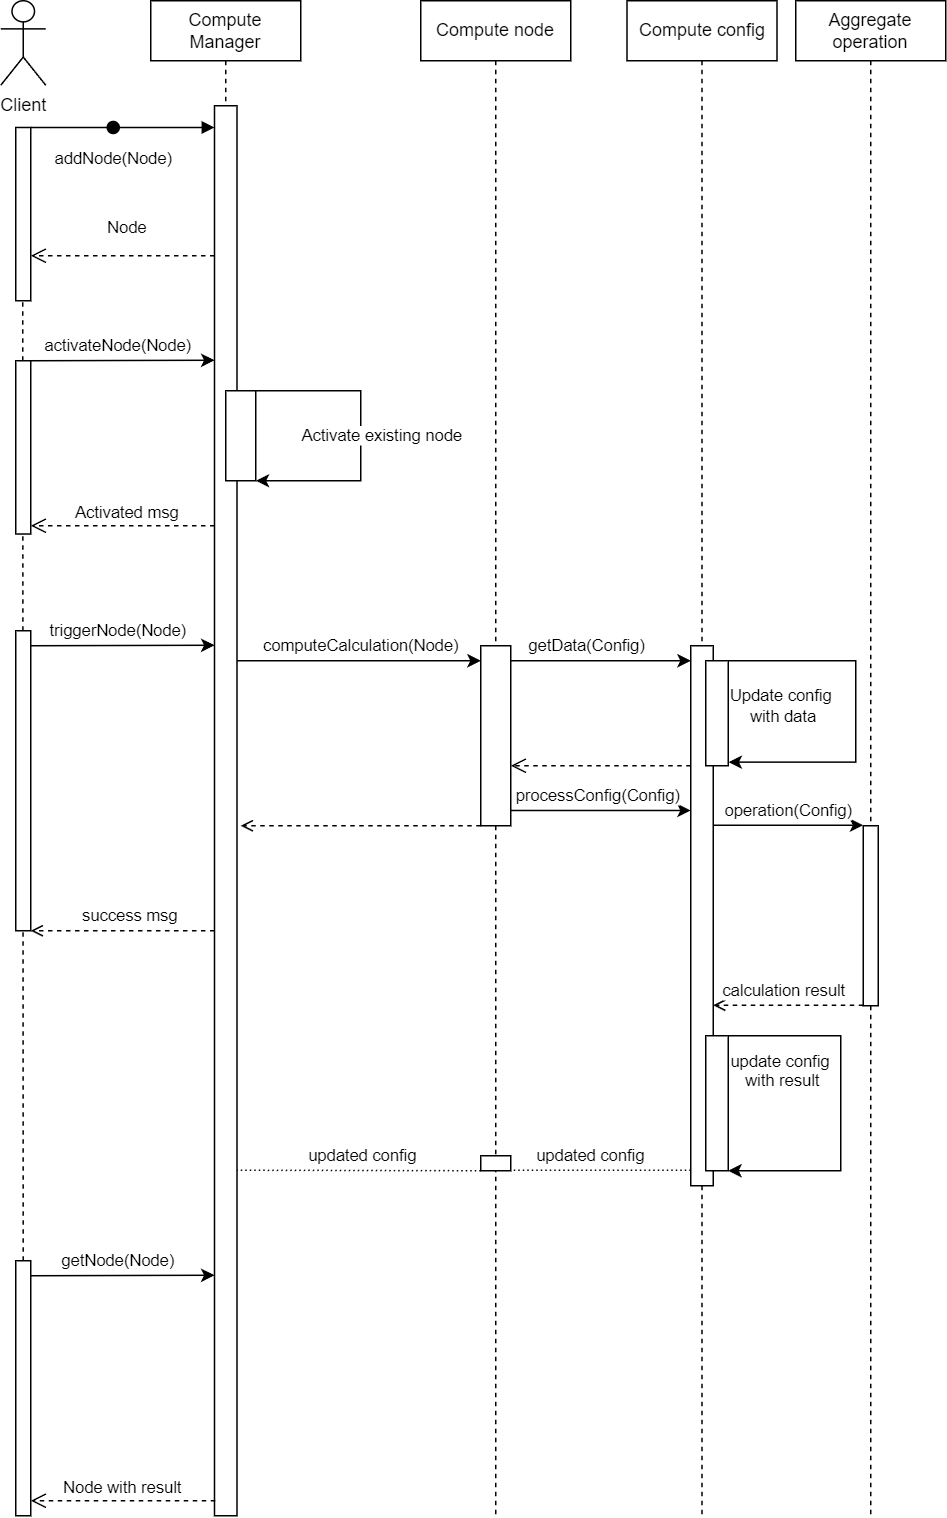 Compute
Manager
Compute node
Compute config
Aggregate
operation
Client
addNode(Node)
Node
activateNode(Node)
Activate existing node
Activated msg
triggerNode(Node)
computeCalculation(Node)
getData(Config)
Update config
with data
processConfig(Config)
operation(Config)
success msg
calculation result
update config
with result
updated config
updated config
getNode(Node)
Node with result